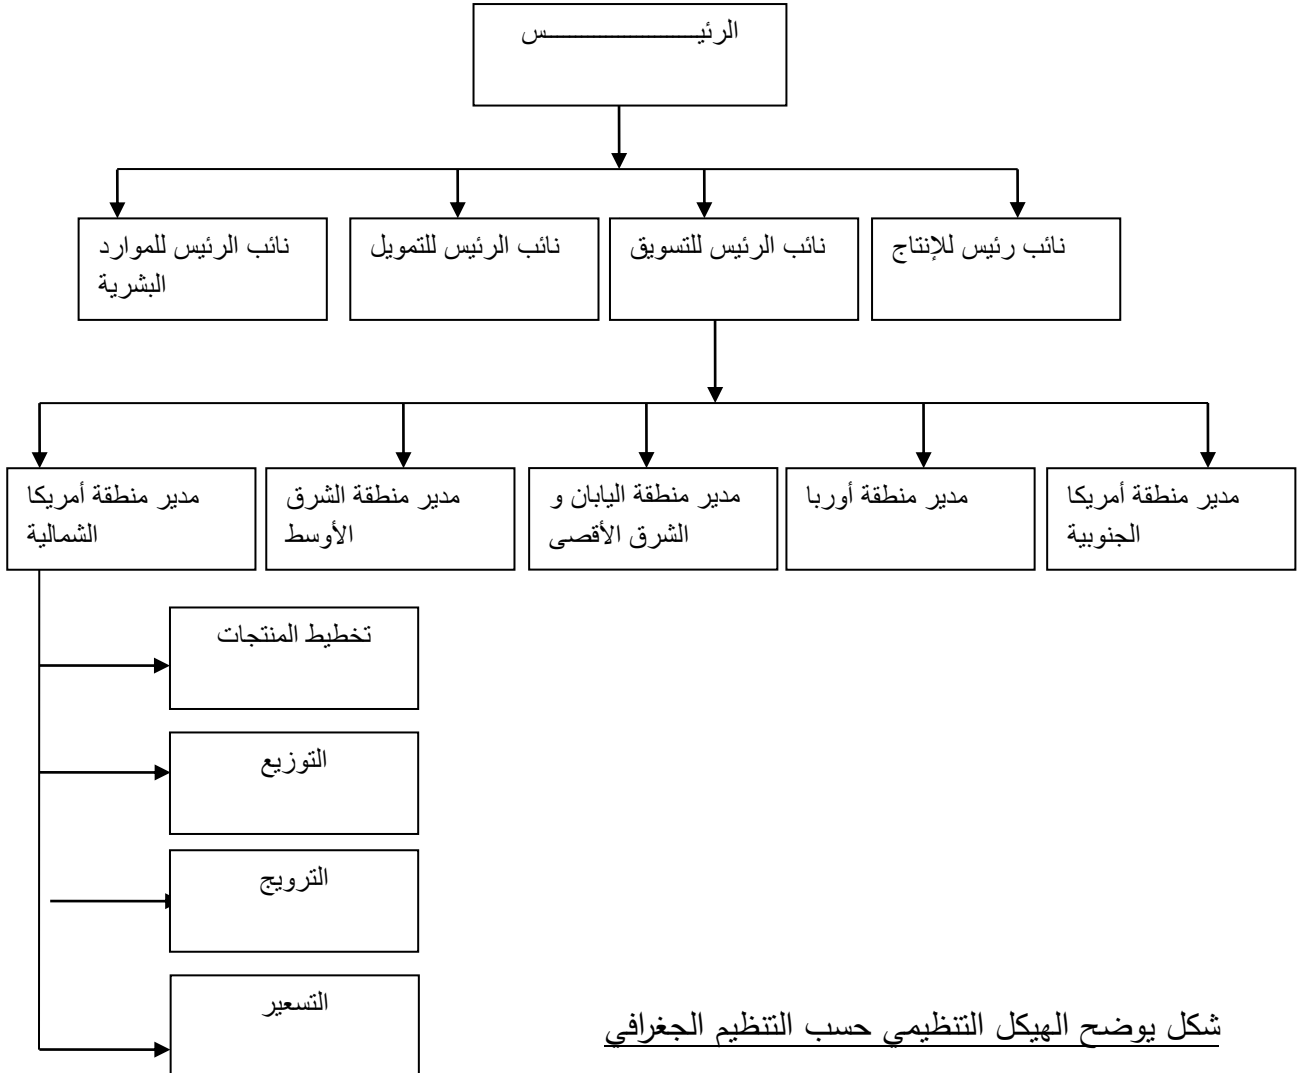 الرئيـــــــــــــــــس
نائب رئيس للإنتاج
نائب الرئيس للتسويق
نائب الرئيس للتمويل
نائب الرئيس للموارد
البشرية
مدير منطقة أمريكا
الجنوبية
مدير منطقة أوربا
مدير منطقة اليابان و
الشرق الأقصى
مدير منطقة الشرق
الأوسط
مدير منطقة أمريكا
الشمالية
تخطيط المنتجات
التوزيع
الترويج
التسعير
شكل يوضح الهيكل التنظيمي حسب التنظيم الجغرافي